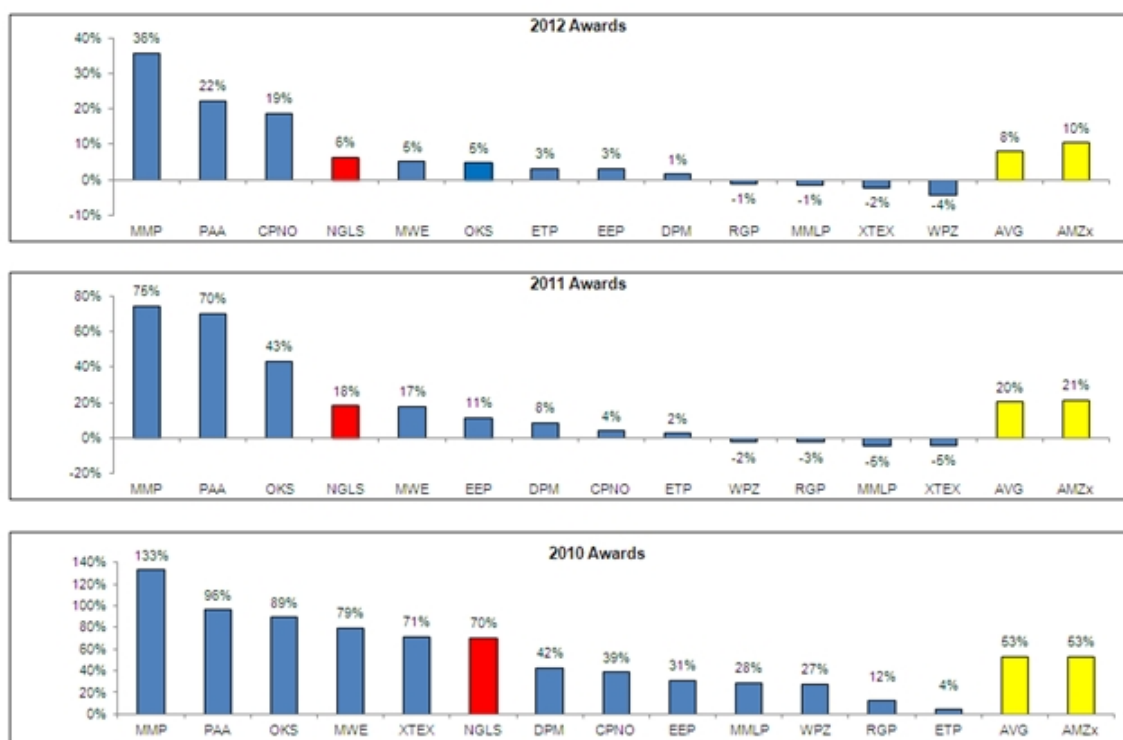 2012 Awards
40%
30%
20%
10%
0%
-10%
36% 22% 19% 6% 5% 5% 3% 3% 1% -1% -1% -2% -4% 8% 10%
MMP PAA CPNO NGLS MWE OKS ETP EEP DPM RGP MMLP XTEX WPZ AVG AMZx
2011 Awards
80%
60%
40%
20%
0%
-20%
75% 70% 43% 18% 17% 11% 8% 4% 2% -2% -3% -5% -5% 20% 21%
MMP PAA OKS NGLS MWE EEP DPM CPNO ETP WPZ RGP MMLP XTEX AVG AMZx
2010 Awards
140%
120%
100%
80%
60%
40%
20%
0%
133% 96% 89% 79% 71% 70% 42% 39% 31% 28% 27% 12% 4% 53% 53%
MMP PAA OKS MWE XTEX NGLS DPM CPNO EEP MMLP WPZ RGP ETP AVG AMZx